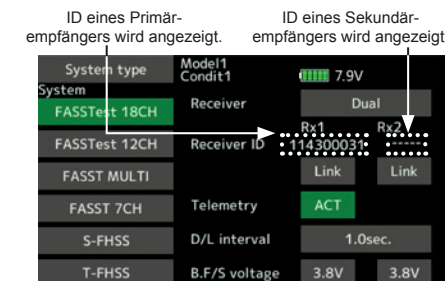 ID eines Primär-
empfängers wird angezeigt.
ID eines Sekundär-
empfängers wird angezeigt
System type
Model1
Condit1
7.9V
System
FASSTest 18CH
Receiver
Dual
Rx1
Rx2
FASSTest 12CH
Receiver ID
114300031
------
FASST MULTI
Link
Link
FASST 7CH
Telemetry
ACT
S-FHSS
D/L interval
1.0sec.
T-FHSS
B.F/S voltage
3.8V
3.8V